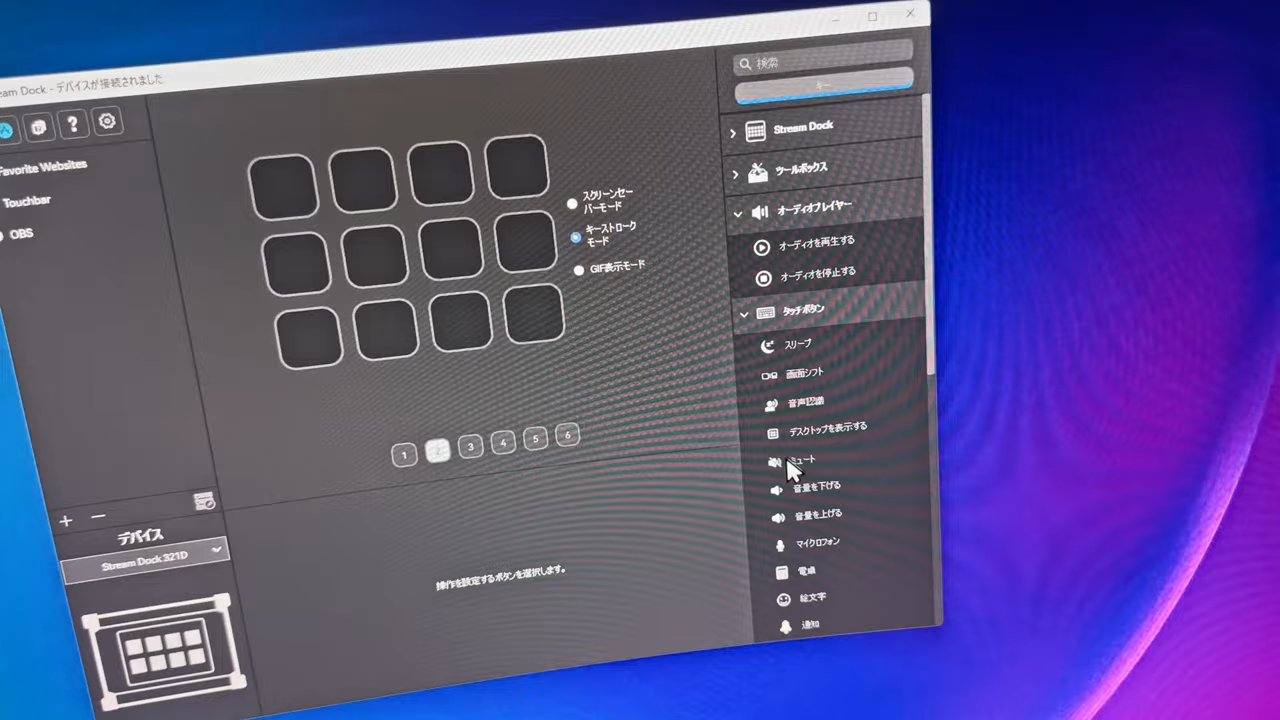 eam Dock - デバイスが接続されました
Favorite Websites
Touchbar
OBS
デバイス
Stream Dock 321D
スクリーンセー
バーモード
キーストローク
モード
GIF表示モード
1
2
3
4
5
6
操作を設定するボタンを選択します。
検索
キー
Stream Dock
ツールボックス
オーディオプレイヤー
オーディオを再生する
オーディオを停止する
タッチボタン
スリープ
画面シフト
音声認識
デスクトップを表示する
ミュート
音量を下げる
音量を上げる
マイクロフォン
電卓
絵文字
通知